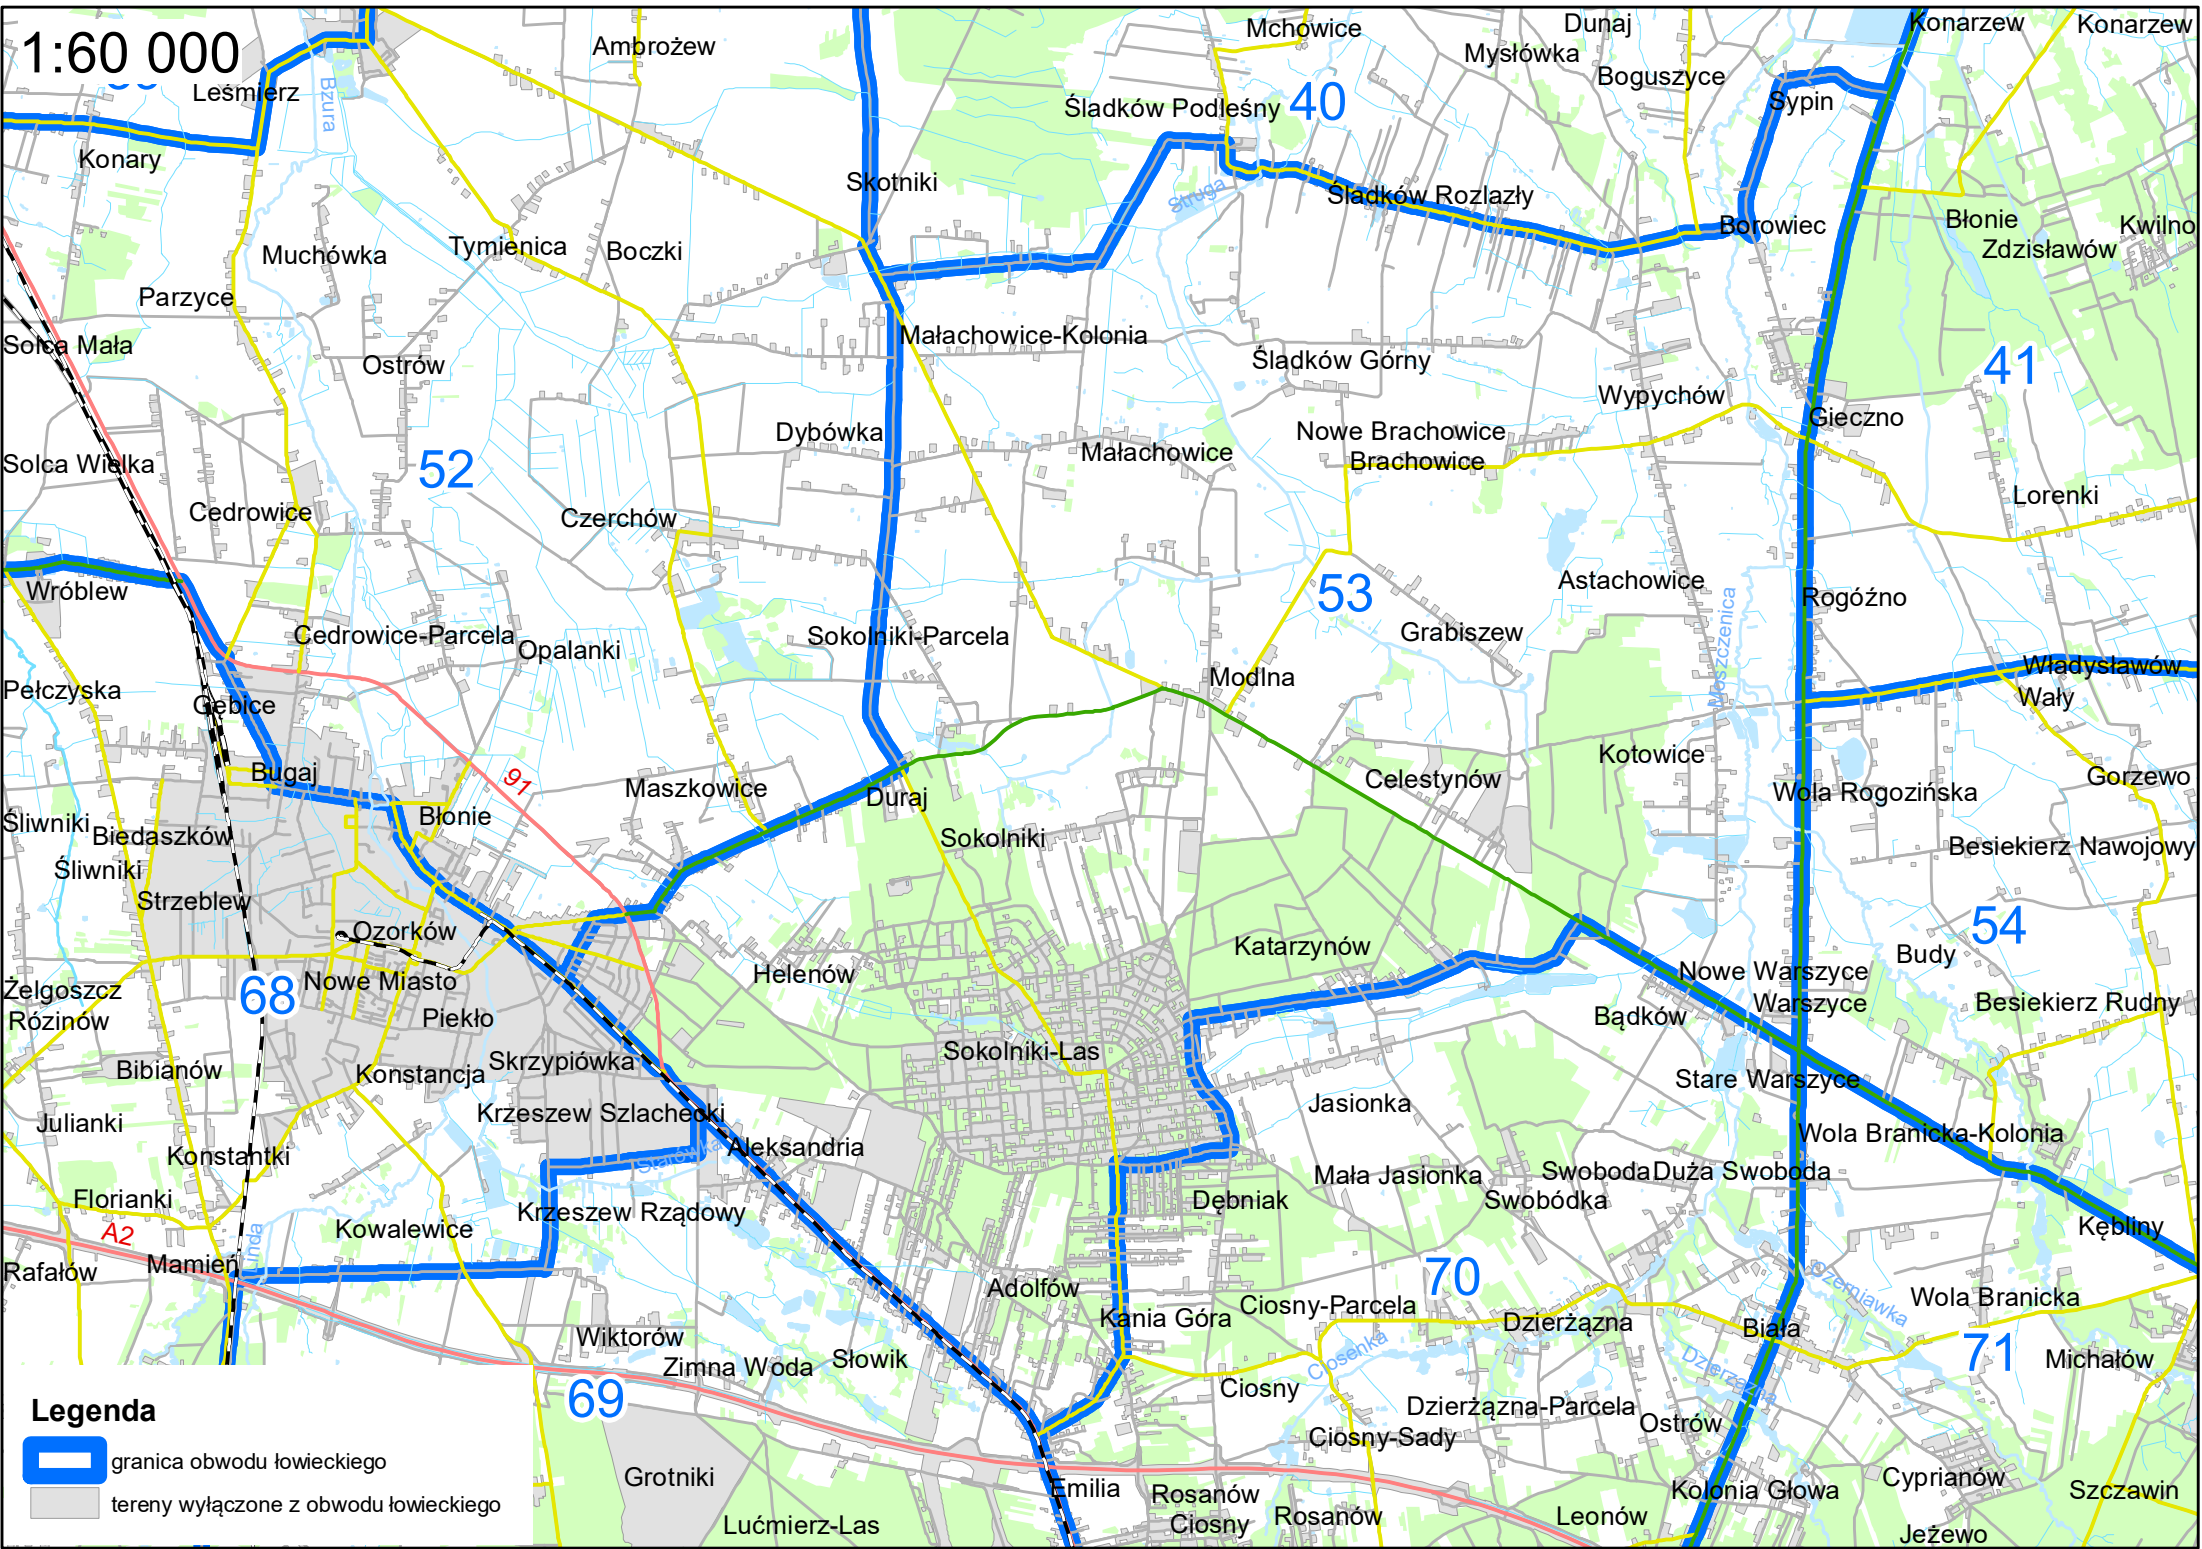 1:60 000
Leśmierz
Bzura
Ambrożew
Mchowice
Dunaj
Mysłówka
Boguszyce
Konarzew
Konarzew
Śladków Podleśny
40
Sypin
Konary
Skotniki
Struga
Śladków Rozlazły
Borowiec
Błonie
Kwilno
Zdzisławów
Muchówka
Tymienica
Boczki
Parzyce
Solca Mała
Ostrów
Małachowice-Kolonia
Śladków Górny
41
Wypychów
Gieczno
Solca Wielka
52
Dybówka
Małachowice
Nowe Brachowice
Brachowice
Lorenki
Cedrowice
Czerchów
Wróblew
53
Astachowice
Moszczenica
Rogóźno
Cedrowice-Parcela
Opalanki
Sokolniki-Parcela
Grabiszew
Pełczyska
Gębice
Modlna
Władysławów
Wały
Bugaj
91
Maszkowice
Duraj
Celestynów
Kotowice
Wola Rogozińska
Gorzewo
Śliwniki
Biedaszków
Błonie
Sokolniki
Besiekierz Nawojowy
Śliwniki
Strzeblew
Ozorków
Helenów
Katarzynów
54
Budy
Nowe Warszyce
Żelgoszcz
68
Nowe Miasto
Warszyce
Besiekierz Rudny
Rózinów
Piekło
Bądków
Bibianów
Konstancja
Skrzypiówka
Sokolniki-Las
Stare Warszyce
Julianki
Krzeszew Szlachecki
Jasionka
Konstantki
Starówka
Aleksandria
Wola Branicka-Kolonia
Florianki
Mała Jasionka
Swoboda
Duża Swoboda
Swobódka
A2
Kowalewice
Krzeszew Rządowy
Dębniak
Kębliny
Rafałów
Mamień
Linda
Adolfów
70
Czerniawka
Kania Góra
Ciosny-Parcela
Dzierżązna
Biała
Wola Branicka
Wiktorów
Zimna Woda
Słowik
Ciosenka
Dzierżązna
71
Michałów
69
Ciosny
Dzierżązna-Parcela
Ostrów
Legenda
Ciosny-Sady
granica obwodu łowieckiego
Grotniki
Emilia
Rosanów
Ciosny
Rosanów
Kolonia Głowa
Cyprianów
Szczawin
tereny wyłączone z obwodu łowieckiego
Lućmierz-Las
Leonów
Jeżewo